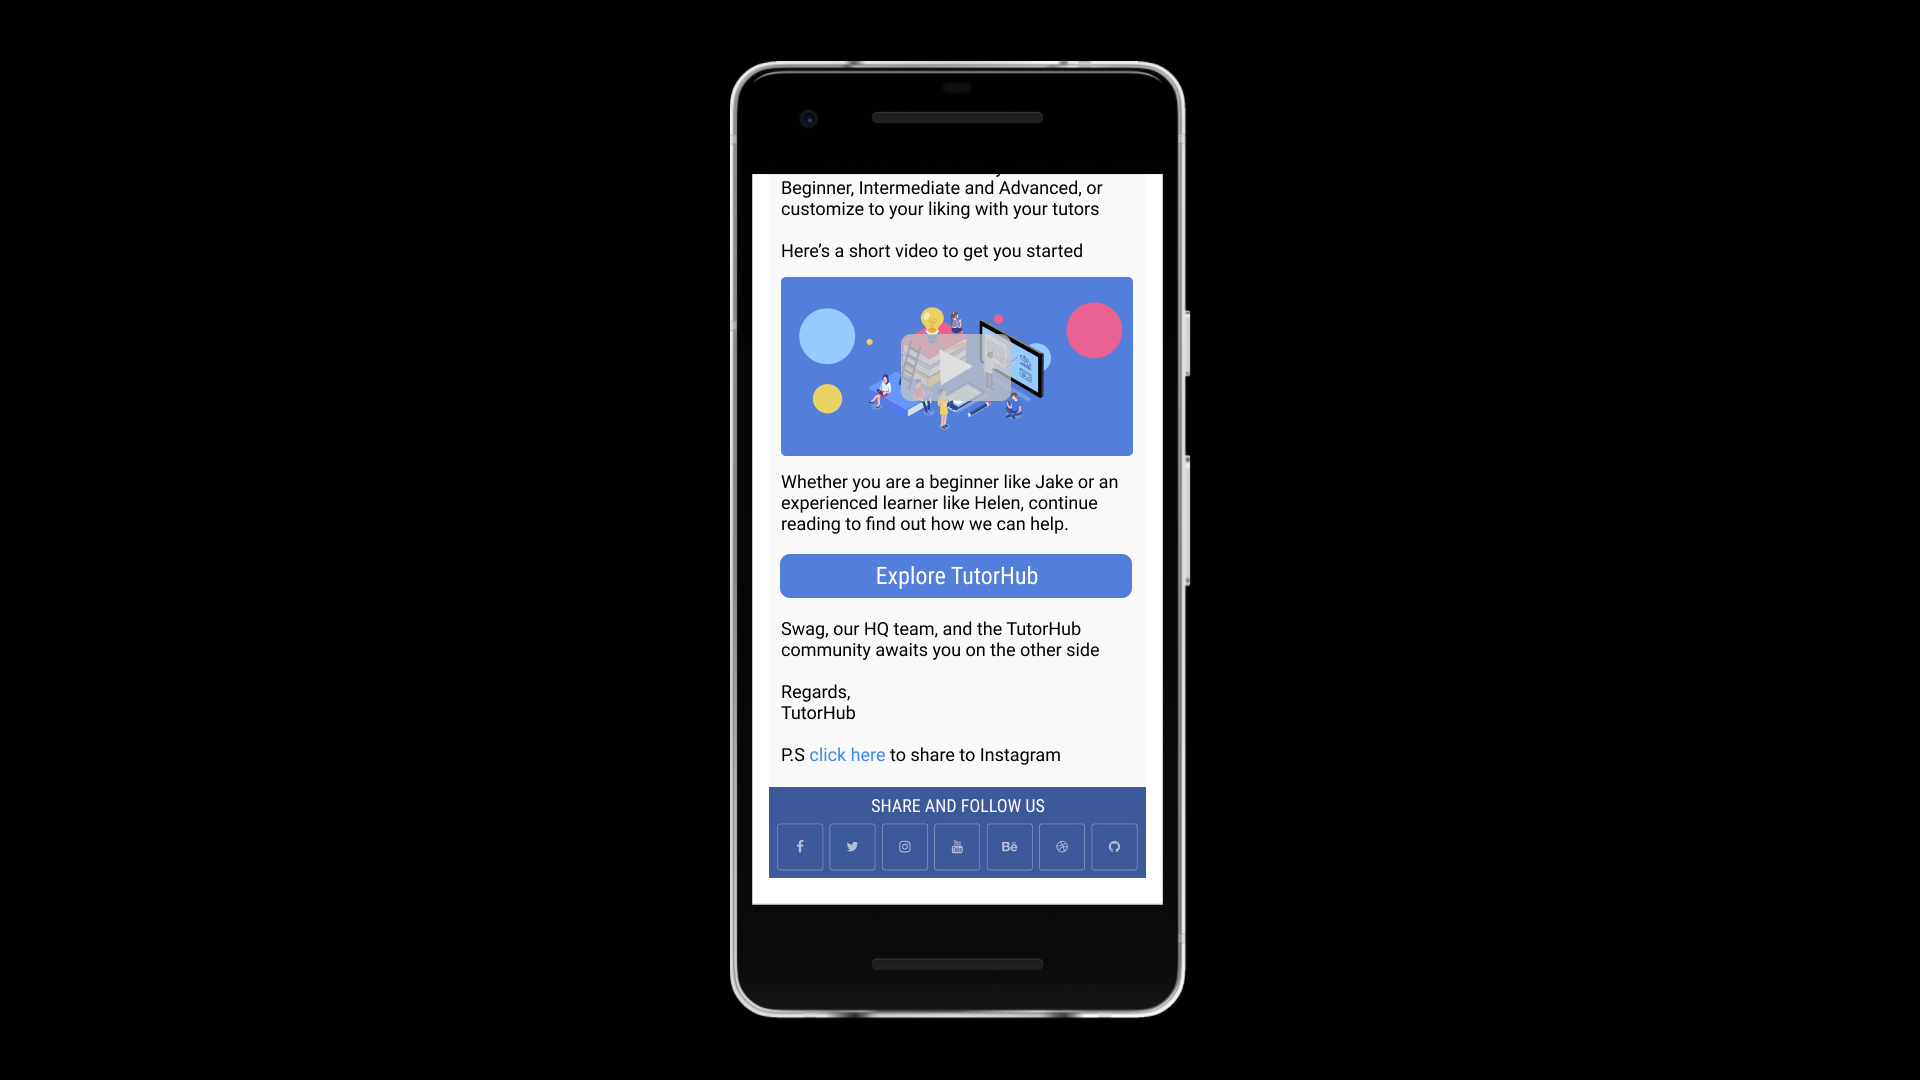 Beginner, Intermediate and Advanced, or
customize to your liking with your tutors
Here’s a short video to get you started
Whether you are a beginner like Jake or an
experienced learner like Helen, continue
reading to find out how we can help.
Explore TutorHub
Swag, our HQ team, and the TutorHub
community awaits you on the other side
Regards,
TutorHub
P.S click here to share to Instagram
SHARE AND FOLLOW US
Bē